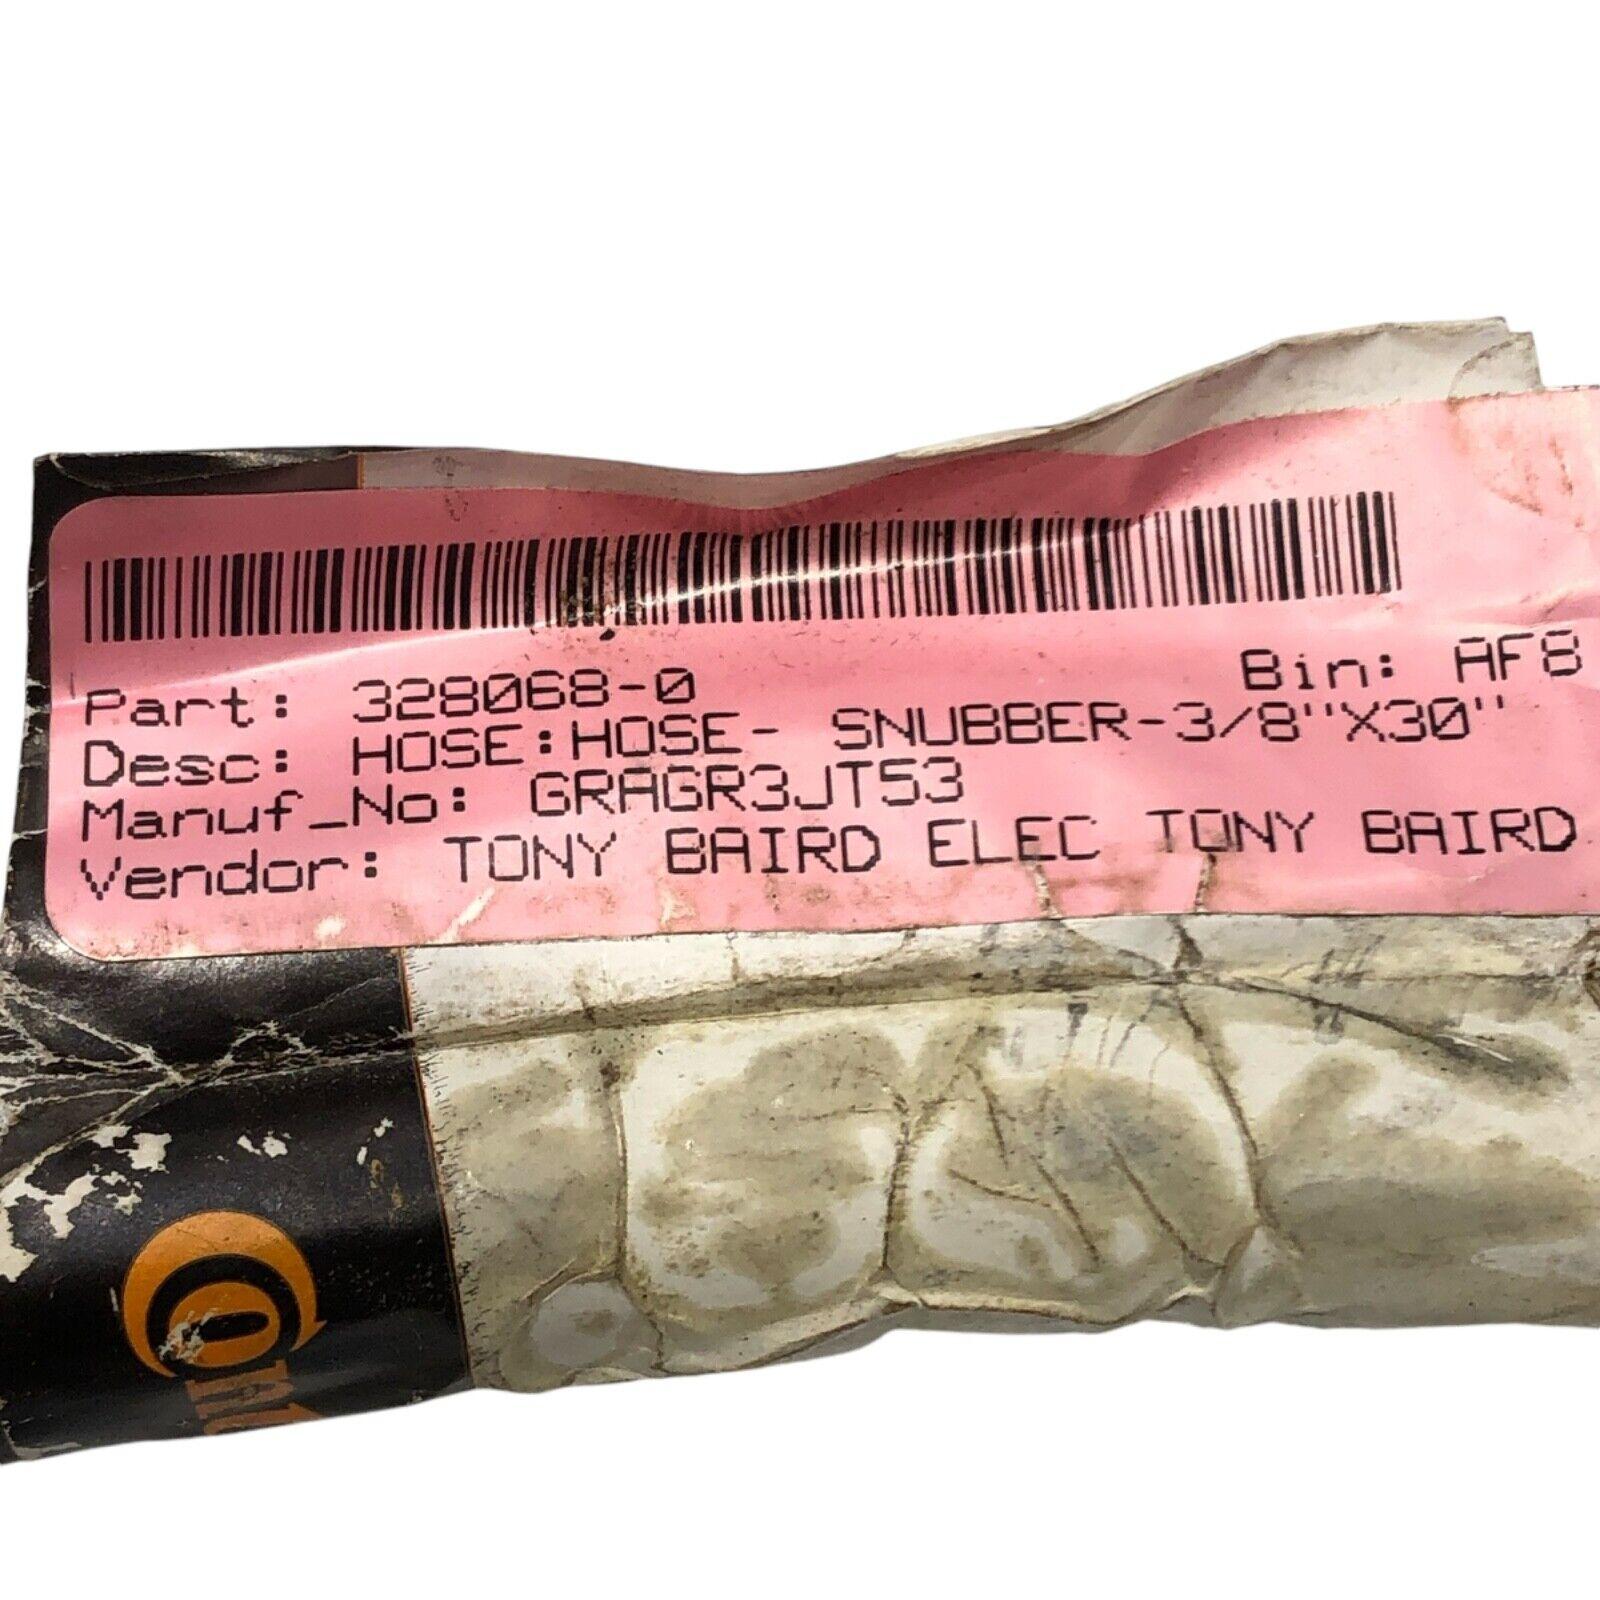 Part: 328068-0 Bin: AF8
Desc: HOSE:HOSE- SNUBBER-3/8"X30"
Manuf_No: GRAGR3JT53
Vendor: TONY BAIRD ELEC TONY BAIRD